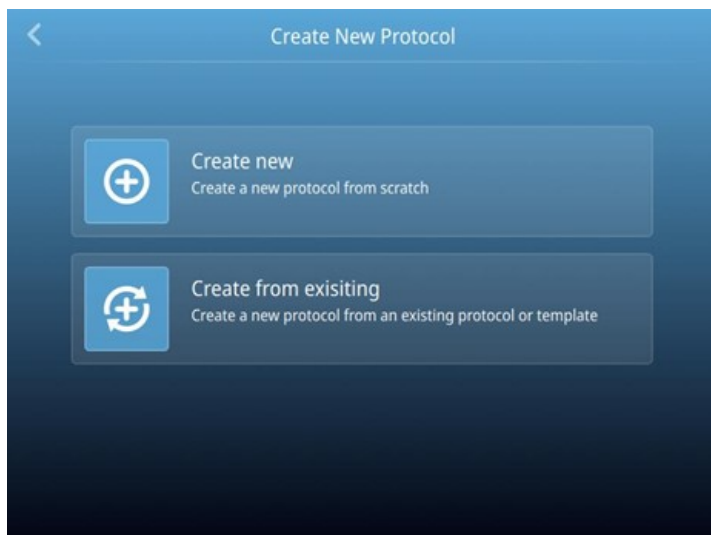 Create New Protocol
Create new
Create a new protocol from scratch
Create from exisiting
Create a new protocol from an existing protocol or template